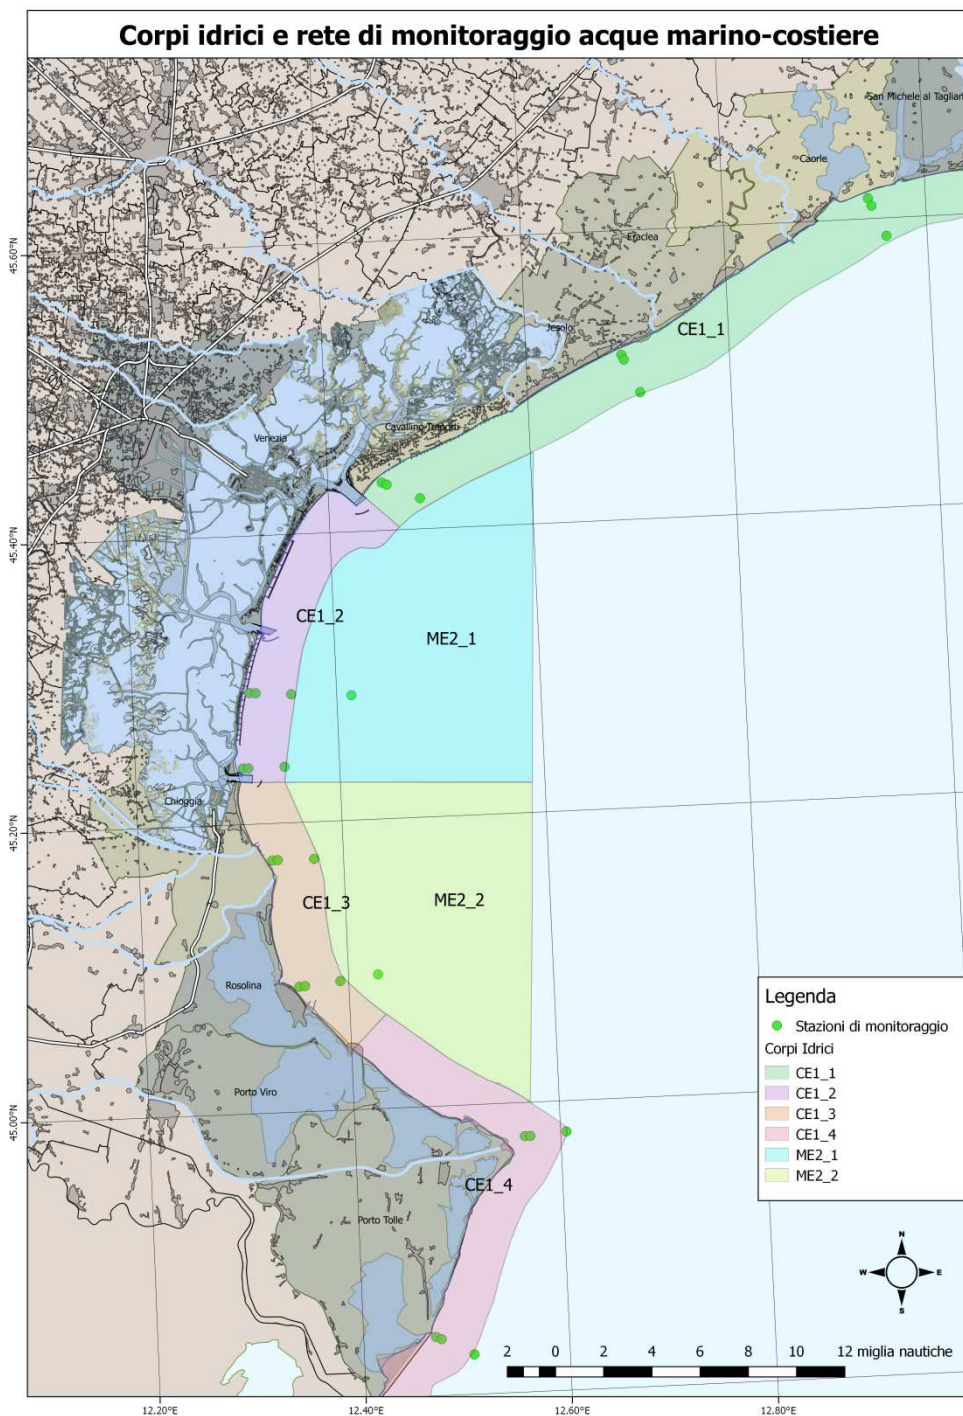 Corpi idrici e rete di monitoraggio acque marino-costiere
San Michele al Tagliam
Caorle
Eraclea
45.60°N
Jesolo
CE1_1
Cavallino-Treporti
Venezia
45.40°N
CE1_2
ME2_1
Chioggia
45.20°N
CE1_3
ME2_2
Rosolina
Porto Viro
45.00°N
CE1_4
Porto Tolle
Legenda
Stazioni di monitoraggio
Corpi Idrici
CE1_1
CE1_2
CE1_3
CE1_4
ME2_1
ME2_2
N
W E
S
2 0 2 4 6 8 10 12 miglia nautiche
12.20°E 12.40°E 12.60°E 12.80°E